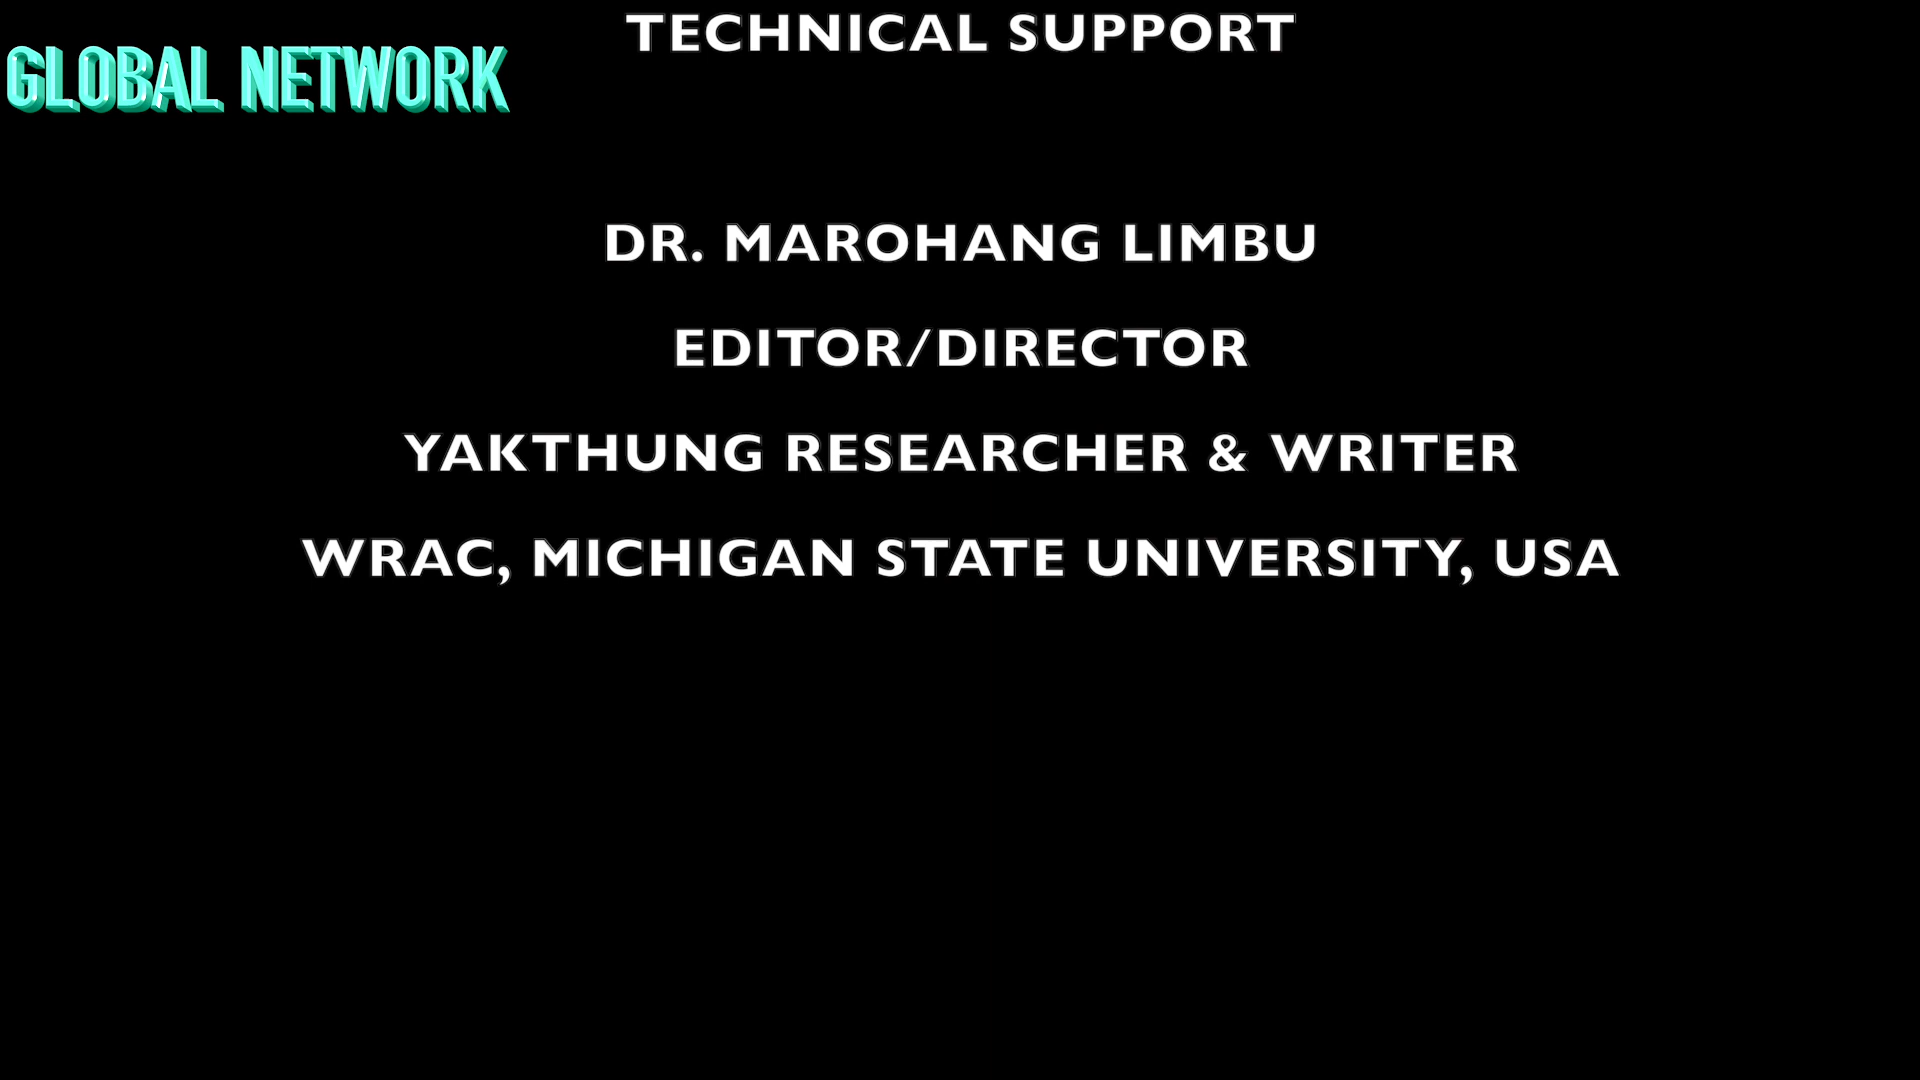 TECHNICAL SUPPORT
GLOBAL NETWORK
DR. MAROHANG LIMBU
EDITOR/DIRECTOR
YAKTHUNG RESEARCHER & WRITER
WRAC, MICHIGAN STATE UNIVERSITY, USA